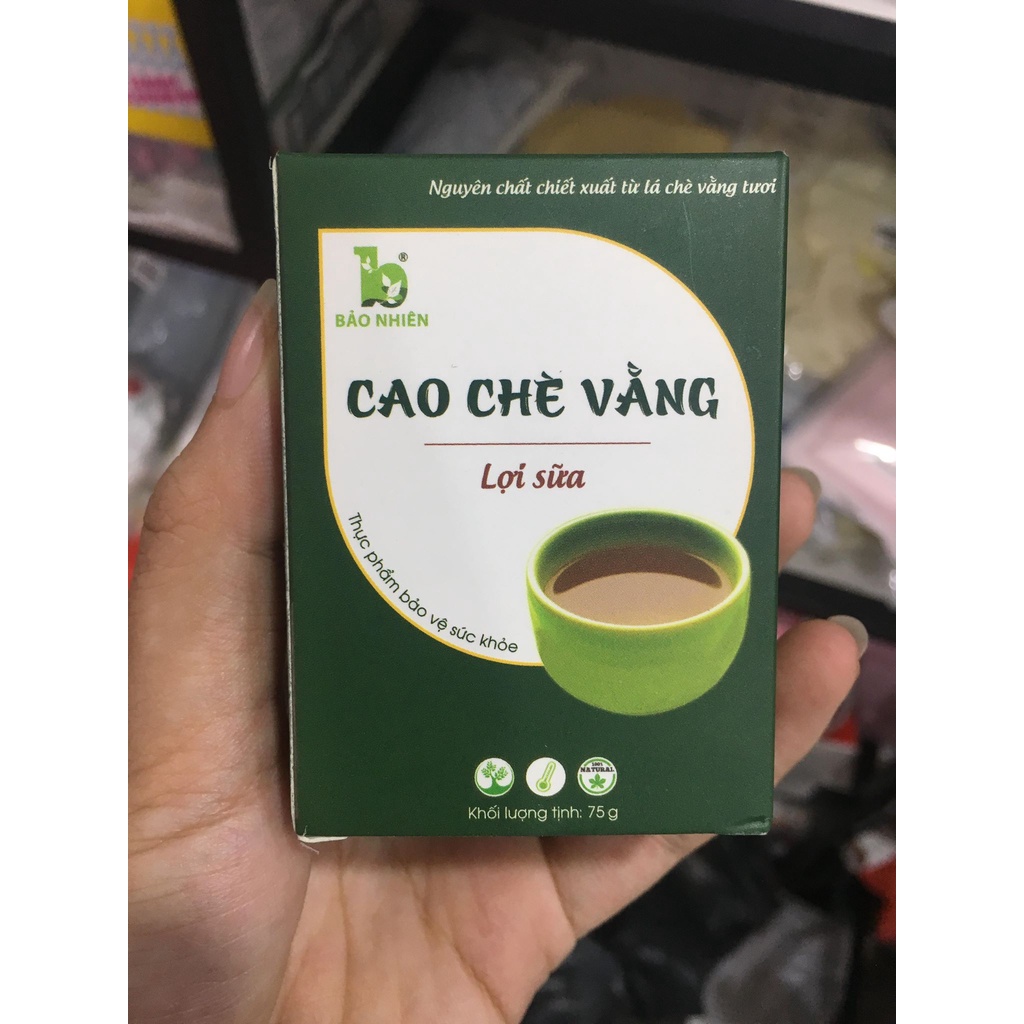 Nguyên chất chiết xuất từ lá chè vằng tươi
b®
BẢO NHIÊN
CAO CHÈ VẰNG
Lợi sữa
Thực phẩm bảo vệ sức khỏe
100%
NATURAL
Khối lượng tịnh: 75 g